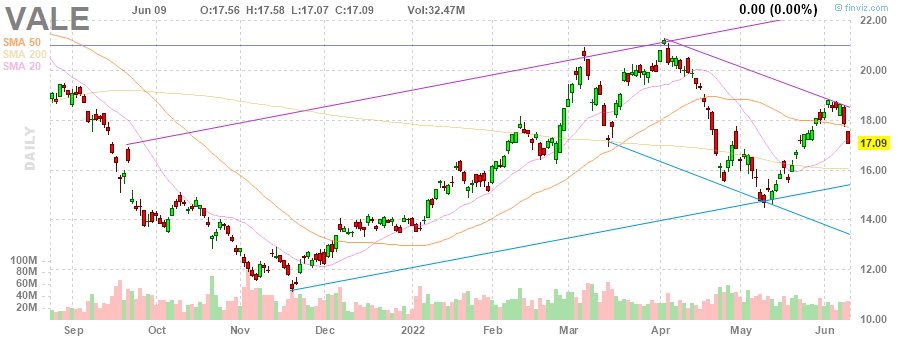 VALE
Jun 09 O:17.56 H:17.58 L:17.07 C:17.09 Vol:32.47M 0.00 (0.00%)
© finviz.com
SMA 50
SMA 200
SMA 20
DAILY
22.00
20.00
18.00
17.09
16.00
14.00
12.00
10.00
100M
80M
60M
40M
20M
Sep Oct Nov Dec 2022 Feb Mar Apr May Jun